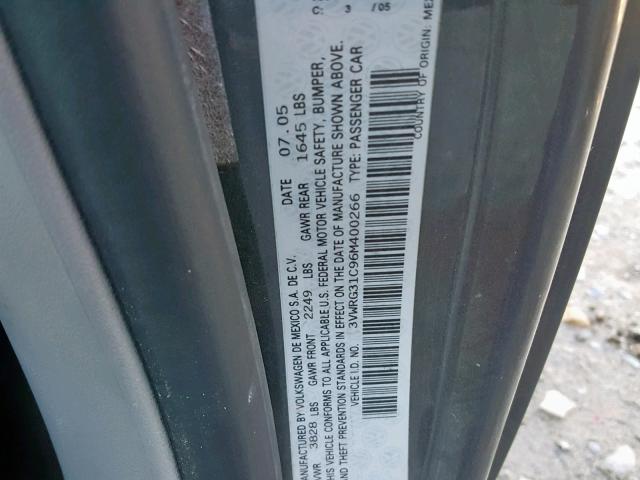 3 /05
MANUFACTURED BY VOLKSWAGEN DE MEXICO S.A. DE C.V. DATE 07.05
GVWR 3828 LBS GAWR FRONT 2249 LBS GAWR REAR 1645 LBS
THIS VEHICLE CONFORMS TO ALL APPLICABLE U.S. FEDERAL MOTOR VEHICLE SAFETY, BUMPER,
AND THEFT PREVENTION STANDARDS IN EFFECT ON THE DATE OF MANUFACTURE SHOWN ABOVE.
VEHICLE I.D. NO. 3VWRG31C96M400266 TYPE: PASSENGER CAR
COUNTRY OF ORIGIN: MEX